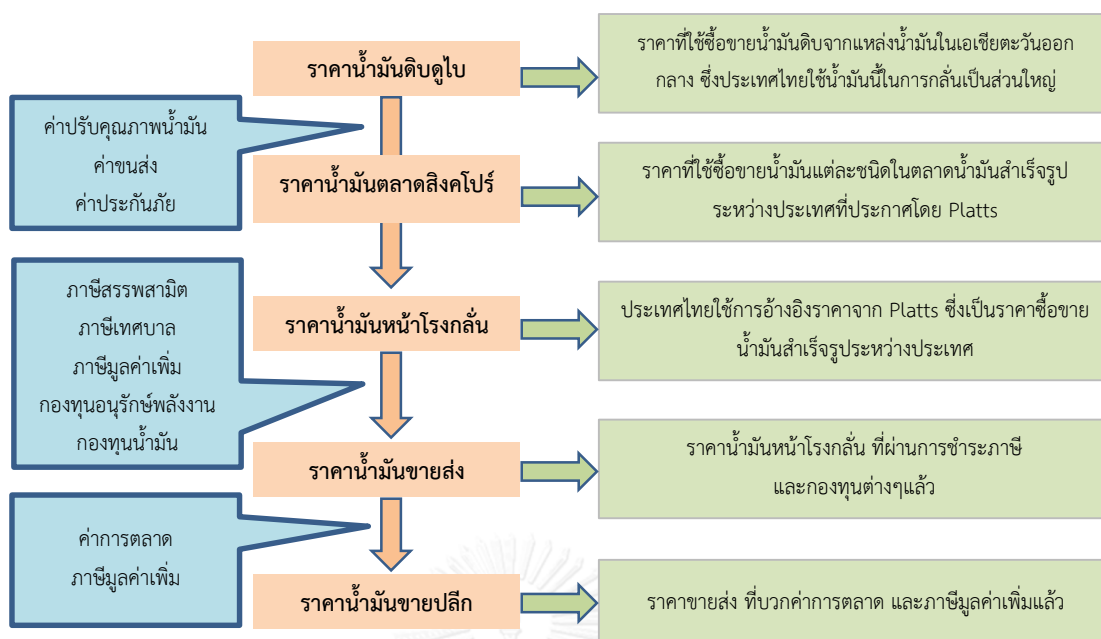 ราคาน้ำมันดิบดูไบ
ราคาที่ใช้ซื้อขายน้ำมันดิบจากแหล่งน้ำมันในเอเชียตะวันออก
กลาง ซึ่งประเทศไทยใช้น้ำมันนี้ในการกลั่นเป็นส่วนใหญ่
ค่าปรับคุณภาพน้ำมัน
ค่าขนส่ง
ค่าประกันภัย
ราคาน้ำมันตลาดสิงคโปร์
ราคาที่ใช้ซื้อขายน้ำมันแต่ละชนิดในตลาดน้ำมันสำเร็จรูป
ระหว่างประเทศที่ประกาศโดย Platts
ภาษีสรรพสามิต
ภาษีเทศบาล
ภาษีมูลค่าเพิ่ม
กองทุนอนุรักษ์พลังงาน
กองทุนน้ำมัน
ราคาน้ำมันหน้าโรงกลั่น
ประเทศไทยใช้การอ้างอิงราคาจาก Platts ซึ่งเป็นราคาซื้อขาย
น้ำมันสำเร็จรูประหว่างประเทศ
ราคาน้ำมันขายส่ง
ราคาน้ำมันหน้าโรงกลั่น ที่ผ่านการชำระภาษี
และกองทุนต่างๆแล้ว
ค่าการตลาด
ภาษีมูลค่าเพิ่ม
ราคาน้ำมันขายปลีก
ราคาขายส่ง ที่บวกค่าการตลาด และภาษีมูลค่าเพิ่มแล้ว